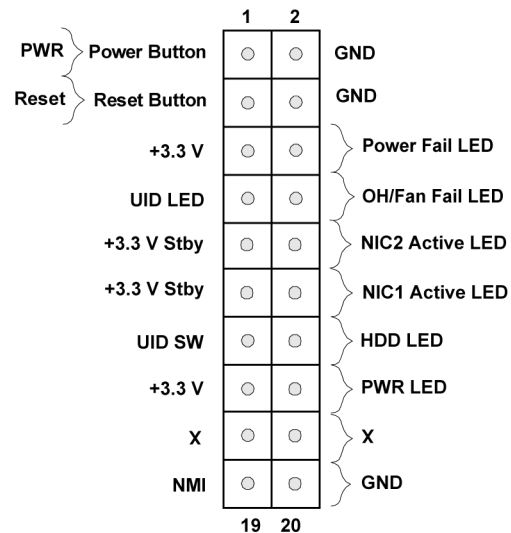 1 2
PWR Power Button GND
Reset Reset Button GND
+3.3 V Power Fail LED
UID LED OH/Fan Fail LED
+3.3 V Stby NIC2 Active LED
+3.3 V Stby NIC1 Active LED
UID SW HDD LED
+3.3 V PWR LED
X X
NMI GND
19 20